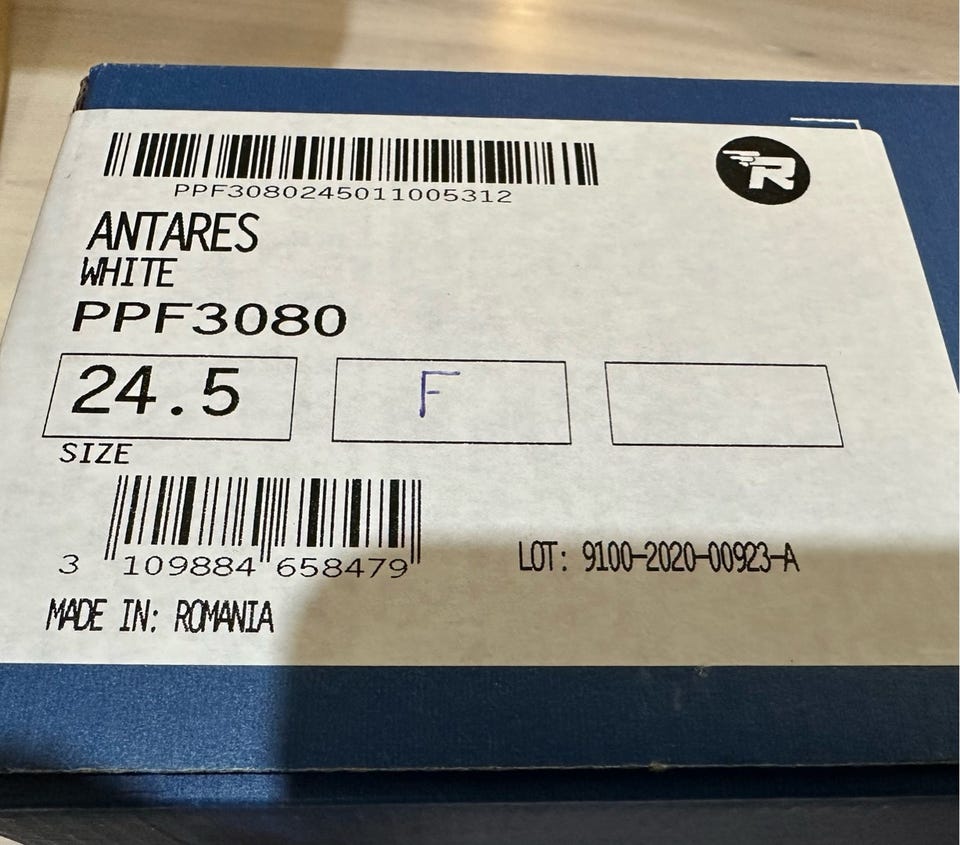 PPF3080245011005312
R
ANTARES
WHITE
PPF3080
24.5 F
SIZE
3 109884 658479
LOT: 9100-2020-00923-A
MADE IN: ROMANIA